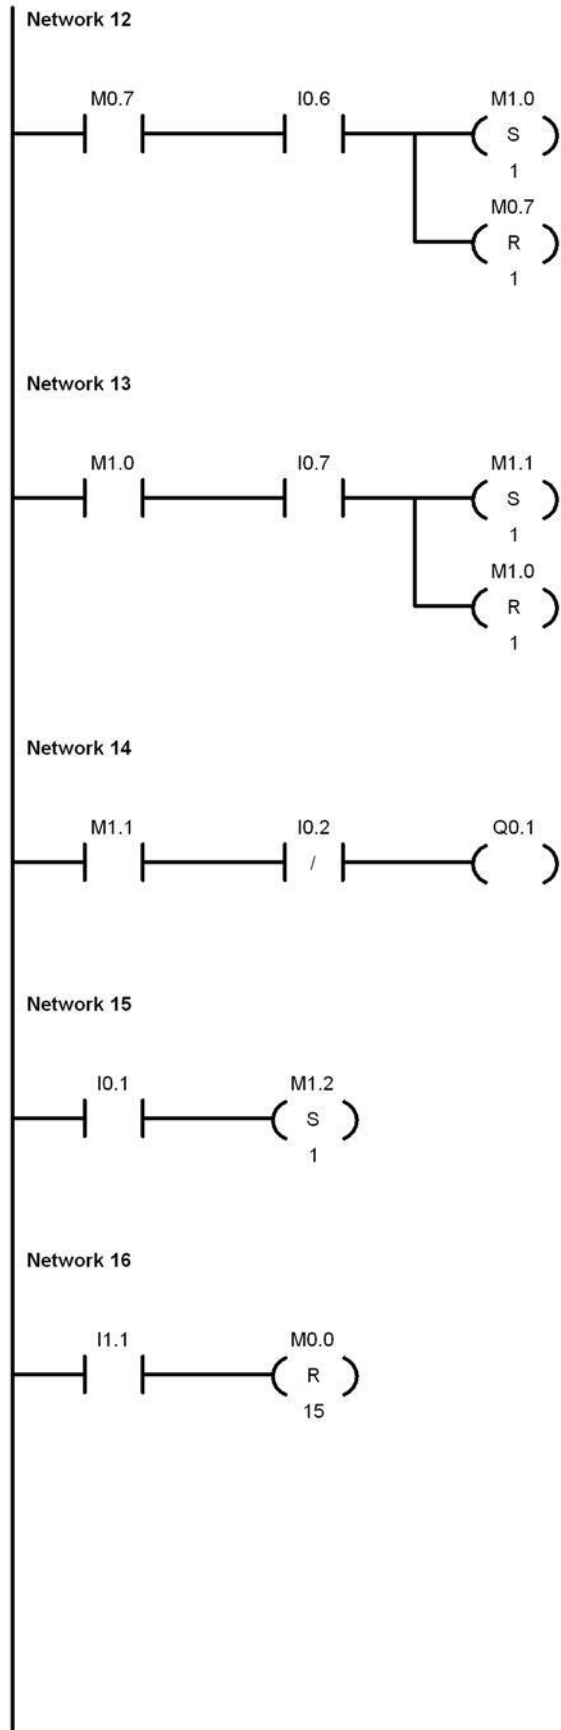 Network 12
M0.7 I0.6 M1.0
S
1
M0.7
R
1
Network 13
M1.0 I0.7 M1.1
S
1
M1.0
R
1
Network 14
M1.1 I0.2 Q0.1
/
Network 15
I0.1 M1.2
S
1
Network 16
I1.1 M0.0
R
15